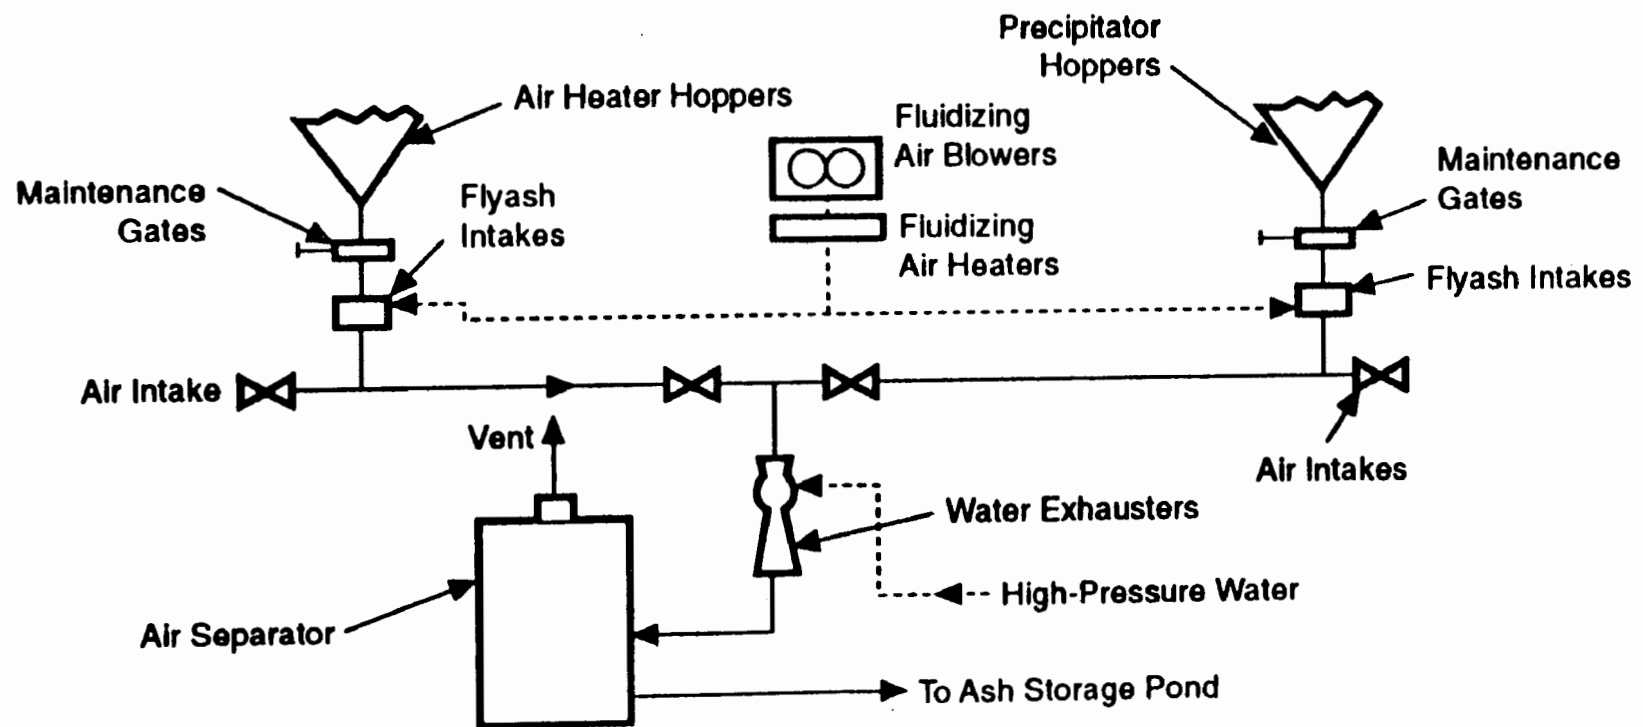 Precipitator
Hoppers
Air Heater Hoppers
Fluidizing
Air Blowers
Maintenance
Gates
Maintenance
Gates
Flyash
Intakes
Fluidizing
Air Heaters
Flyash Intakes
Air Intake
Vent
Air Intakes
Water Exhausters
High-Pressure Water
Air Separator
To Ash Storage Pond